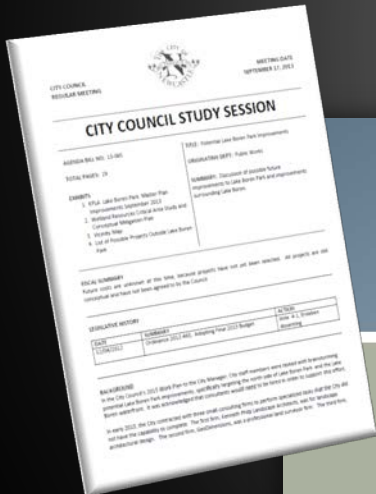 CITY COUNCIL
REGULAR MEETING
MEETING DATE
SEPTEMBER 17, 2013
CITY COUNCIL STUDY SESSION
AGENDA BILL NO. 13-065
TOTAL PAGES: 19
EXHIBITS
1. KPLA Lake Boren Park Master Plan
Improvements September 2013
2. Wetland Resources Critical Area Study and
Conceptual Mitigation Plan
3. Vicinity Map
4. List of Possible Projects Outside Lake Boren
Park
TITLE: Potential Lake Boren Park Improvements
ORIGINATING DEPT: Public Works
SUMMARY: Discussion of possible future
improvements to Lake Boren Park and improvements
surrounding Lake Boren.
FISCAL SUMMARY
Future costs are unknown at this time, because projects have not yet been selected. All projects are still
conceptual and have not been agreed to by the Council.
LEGISLATIVE HISTORY
DATE SUMMARY ACTION
Ordinance 2012-460, Adopting Final 2013 Budget
BACKGROUND
In the City Council's 2013 Work Plan to the City Manager, City staff members were tasked with brainstorming
potential Lake Boren Park improvements, specifically targeting the north side of Lake Boren Park and the Lake
Boren waterfront. It was acknowledged that consultants would need to be hired in order to support this effort.
In early 2013, the City contracted with three small consulting firms to perform specialized tasks that the City did
not have the capability to complete. The first firm, Kenneth Philp Landscape Architects, was for landscape
architectural design. The second firm, GeoDimensions, was a professional land surveyor firm. The third firm,